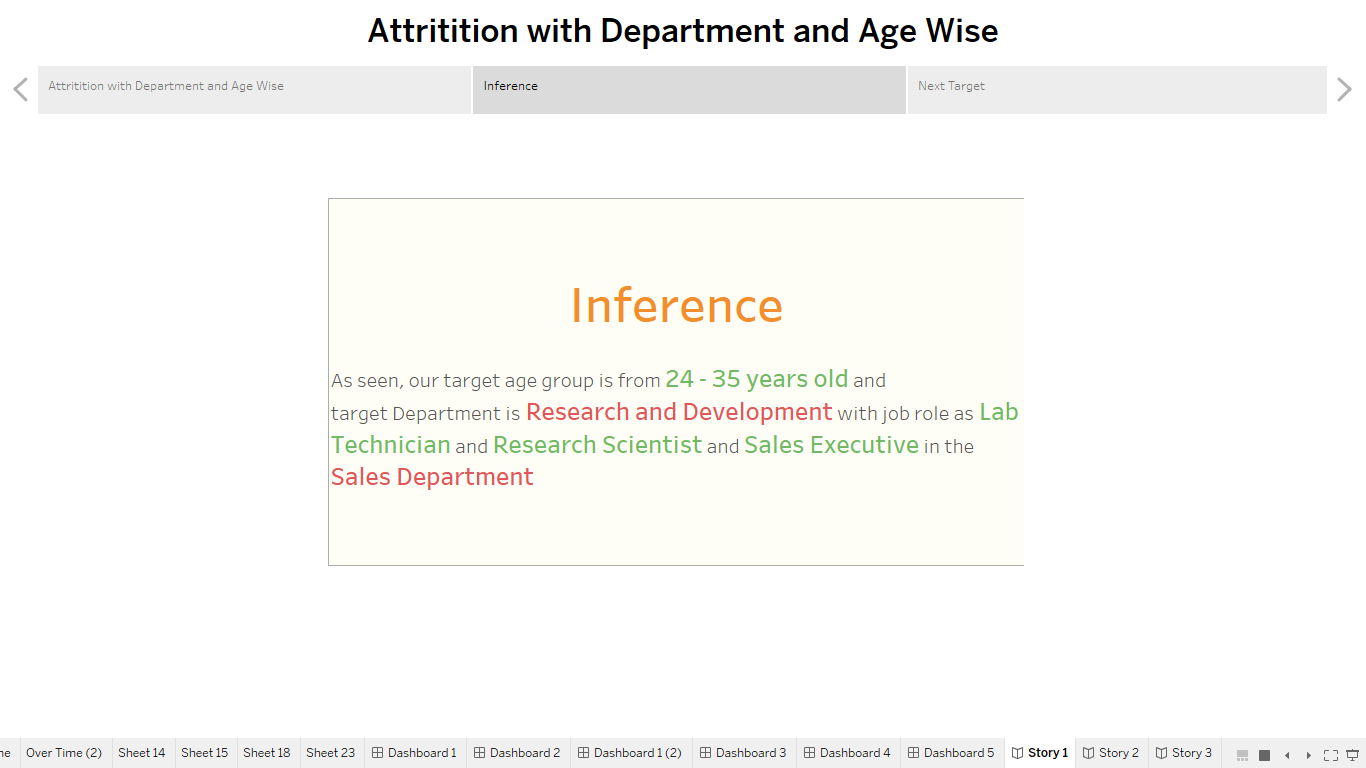 Attritition with Department and Age Wise
Attritition with Department and Age Wise
Inference
Next Target
Inference
As seen, our target age group is from 24 - 35 years old and
target Department is Research and Development with job role as Lab
Technician and Research Scientist and Sales Executive in the
Sales Department
Over Time (2)
Sheet 14
Sheet 15
Sheet 18
Sheet 23
Dashboard 1
Dashboard 2
Dashboard 1 (2)
Dashboard 3
Dashboard 4
Dashboard 5
Story 1
Story 2
Story 3